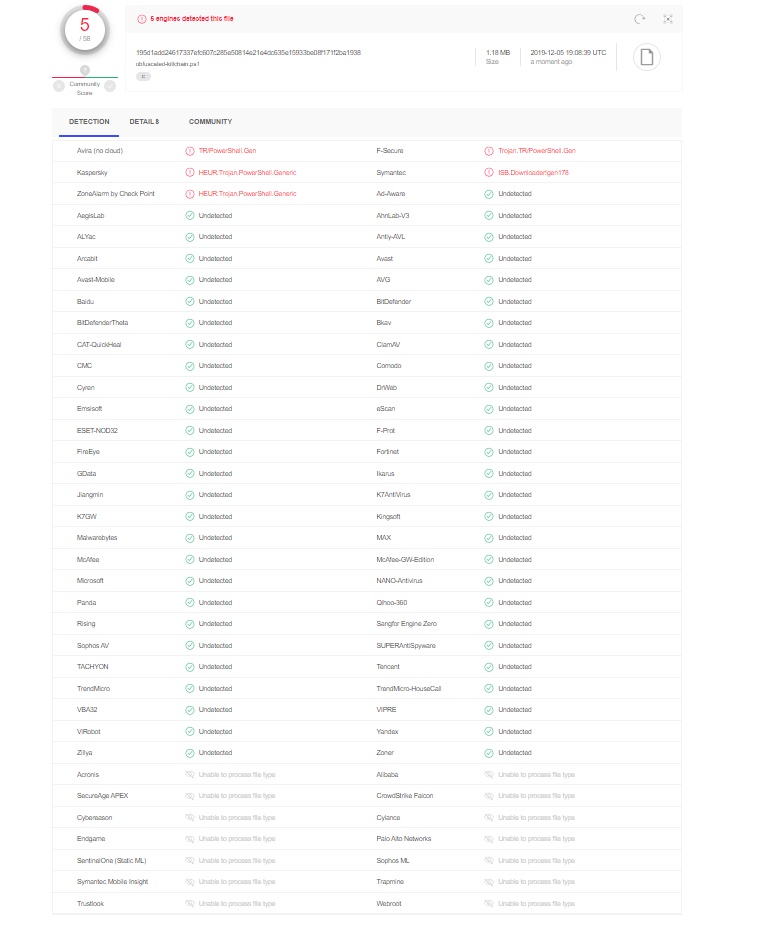 5
/ 58
Community
Score
5 engines detected this file
obfuscated-killchain.ps1
1.18 MB
Size
2019-12-05 19:08:39 UTC
a moment ago
DETECTION DETAILS COMMUNITY
Avira (no cloud) TR/PowerShell.Gen F-Secure Trojan.TR/PowerShell.Gen
Kaspersky HEUR:Trojan.PowerShell.Generic Symantec ISB.Downloader!gen178
ZoneAlarm by Check Point HEUR:Trojan.PowerShell.Generic Ad-Aware Undetected
AegisLab Undetected AhnLab-V3 Undetected
ALYac Undetected Antiy-AVL Undetected
Arcabit Undetected Avast Undetected
Avast-Mobile Undetected AVG Undetected
Baidu Undetected BitDefender Undetected
BitDefenderTheta Undetected Bkav Undetected
CAT-QuickHeal Undetected ClamAV Undetected
CMC Undetected Comodo Undetected
Cyren Undetected DrWeb Undetected
Emsisoft Undetected eScan Undetected
ESET-NOD32 Undetected F-Prot Undetected
FireEye Undetected Fortinet Undetected
GData Undetected Ikarus Undetected
Jiangmin Undetected K7AntiVirus Undetected
K7GW Undetected Kingsoft Undetected
Malwarebytes Undetected MAX Undetected
McAfee Undetected McAfee-GW-Edition Undetected
Microsoft Undetected NANO-Antivirus Undetected
Panda Undetected Qihoo-360 Undetected
Rising Undetected Sangfor Engine Zero Undetected
Sophos AV Undetected SUPERAntiSpyware Undetected
TACHYON Undetected Tencent Undetected
TrendMicro Undetected TrendMicro-HouseCall Undetected
VBA32 Undetected VIPRE Undetected
ViRobot Undetected Yandex Undetected
Zillya Undetected Zoner Undetected
Acronis Unable to process file type Alibaba Unable to process file type
SecureAge APEX Unable to process file type CrowdStrike Falcon Unable to process file type
Cybereason Unable to process file type Cylance Unable to process file type
Endgame Unable to process file type Palo Alto Networks Unable to process file type
SentinelOne (Static ML) Unable to process file type Sophos ML Unable to process file type
Symantec Mobile Insight Unable to process file type Trapmine Unable to process file type
Trustlook Unable to process file type Webroot Unable to process file type